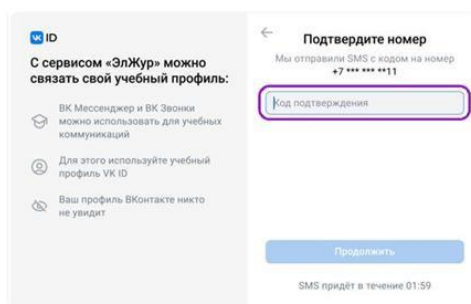 VK ID
С сервисом «ЭлЖур» можно
связать свой учебный профиль:
ВК Мессенджер и ВК Звонки
можно использовать для учебных
коммуникаций
Для этого используйте учебный
профиль VK ID
Ваш профиль ВКонтакте никто
не увидит
Подтвердите номер
Мы отправили SMS с кодом на номер
+7 *** *** **11
Код подтверждения
Продолжить
SMS придёт в течение 01:59